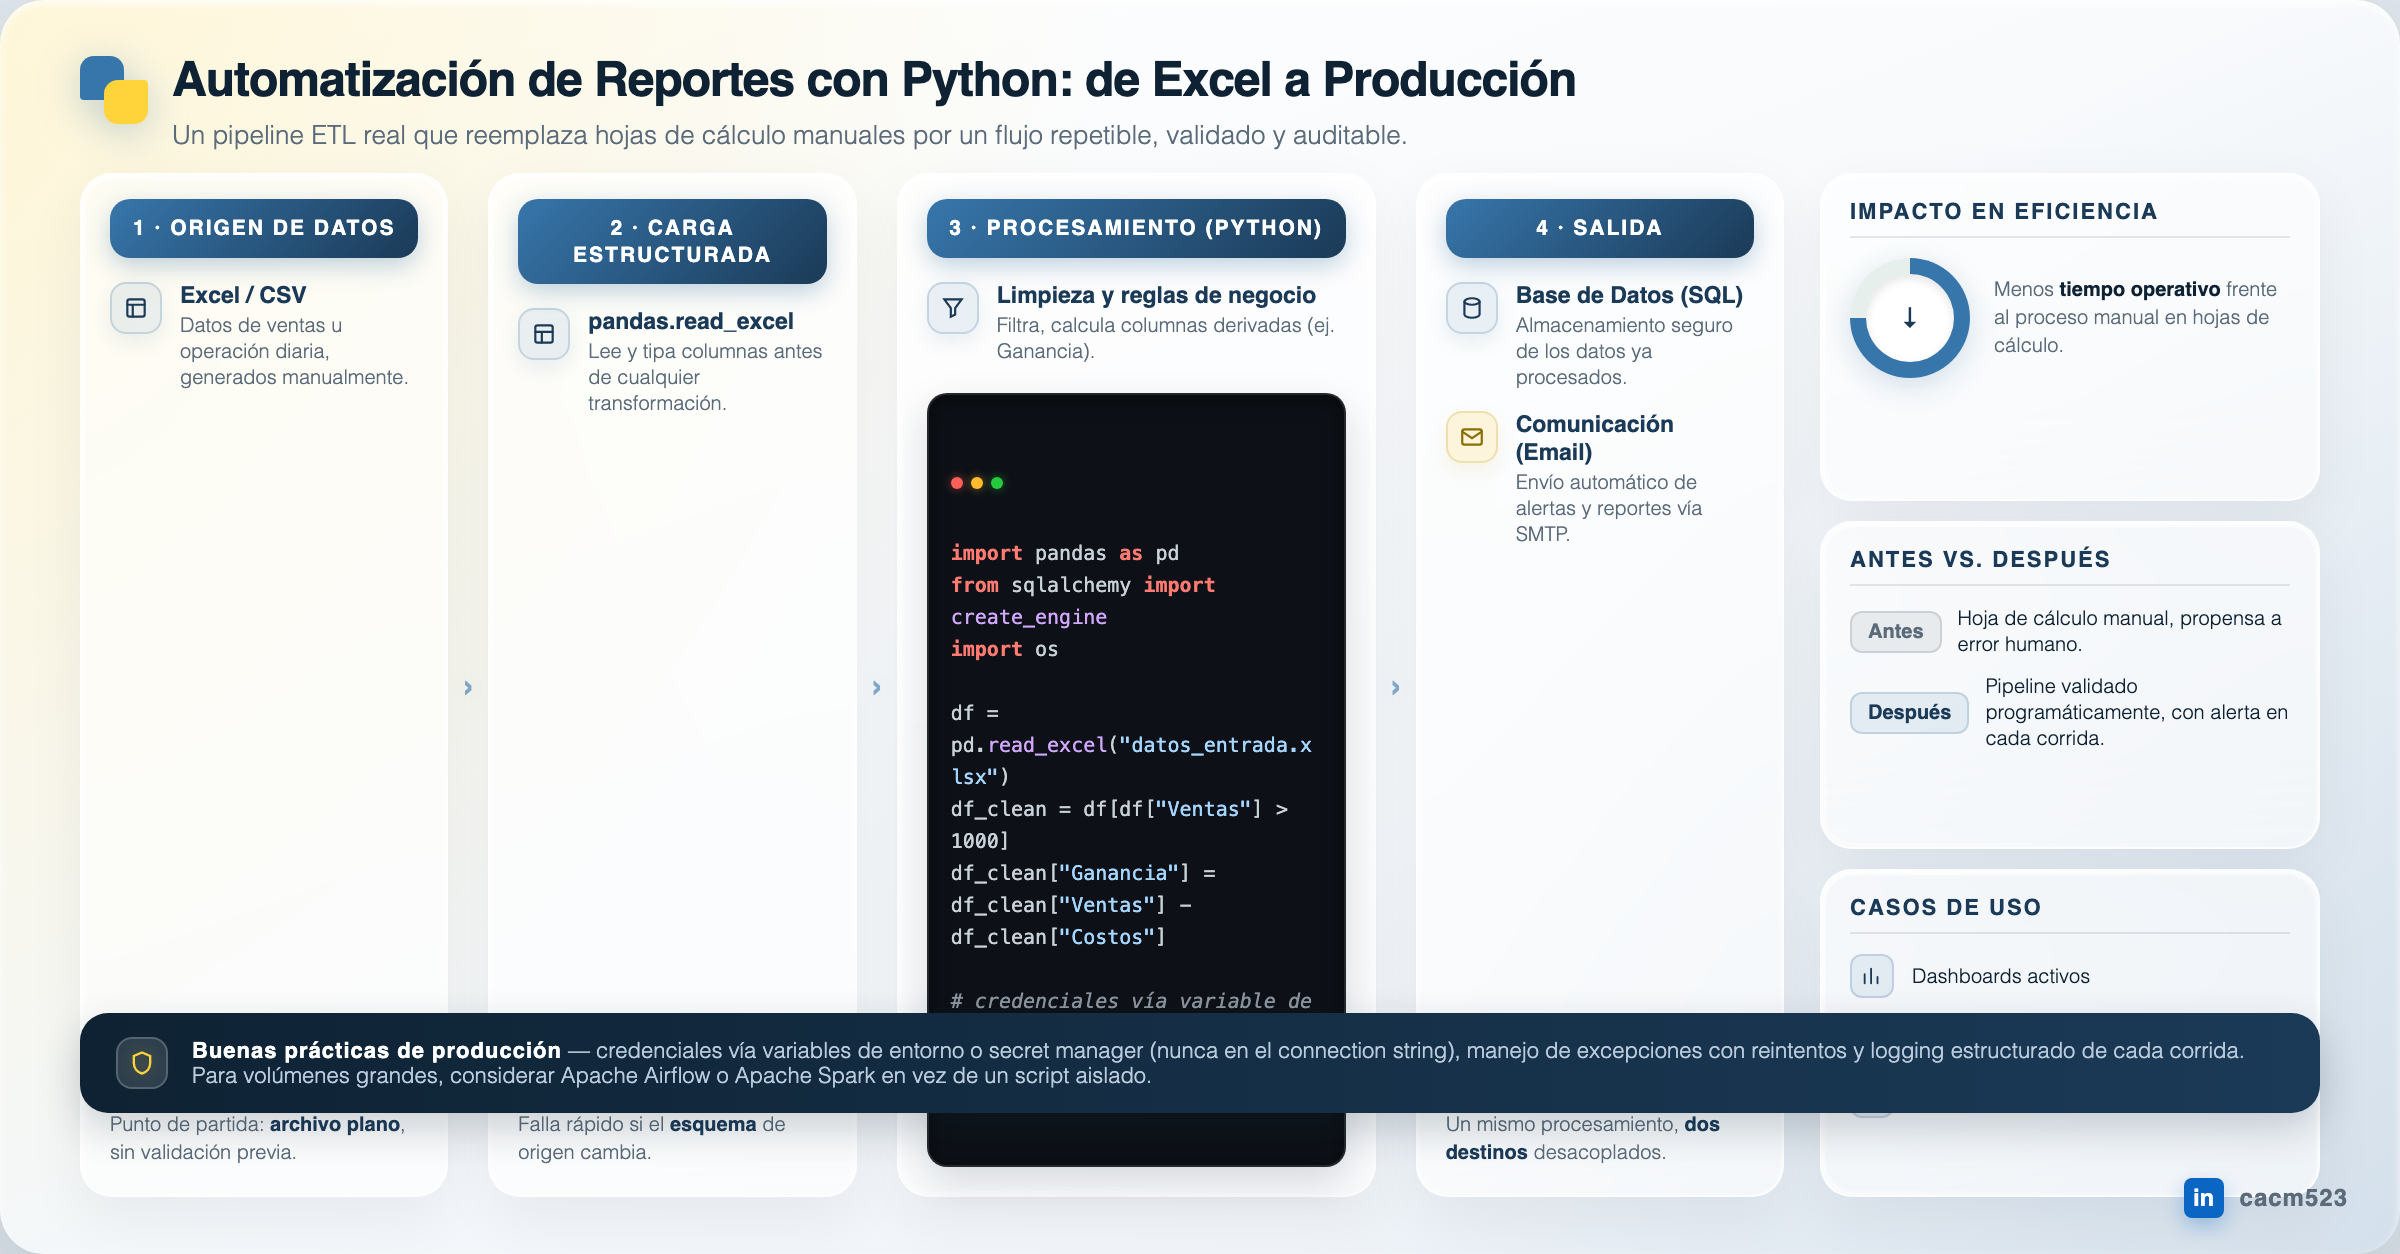 Automatización de Reportes con Python: de Excel a Producción
Un pipeline ETL real que reemplaza hojas de cálculo manuales por un flujo repetible, validado y auditable.
1 · ORIGEN DE DATOS
Excel / CSV
Datos de ventas u
operación diaria,
generados manualmente.
Punto de partida: archivo plano,
sin validación previa.
2 · CARGA
ESTRUCTURADA
pandas.read_excel
Lee y tipa columnas antes
de cualquier
transformación.
Falla rápido si el esquema de
origen cambia.
3 · PROCESAMIENTO (PYTHON)
Limpieza y reglas de negocio
Filtra, calcula columnas derivadas (ej.
Ganancia).
import pandas as pd
from sqlalchemy import
create_engine
import os
df =
pd.read_excel("datos_entrada.x
lsx")
df_clean = df[df["Ventas"] >
1000]
df_clean["Ganancia"] =
df_clean["Ventas"] -
df_clean["Costos"]
# credenciales vía variable de
4 · SALIDA
Base de Datos (SQL)
Almacenamiento seguro
de los datos ya
procesados.
Comunicación
(Email)
Envío automático de
alertas y reportes vía
SMTP.
Un mismo procesamiento, dos
destinos desacoplados.
IMPACTO EN EFICIENCIA
↓
Menos tiempo operativo frente
al proceso manual en hojas de
cálculo.
ANTES VS. DESPUÉS
Antes
Hoja de cálculo manual, propensa a
error humano.
Después
Pipeline validado
programáticamente, con alerta en
cada corrida.
CASOS DE USO
Dashboards activos
Buenas prácticas de producción — credenciales vía variables de entorno o secret manager (nunca en el connection string), manejo de excepciones con reintentos y logging estructurado de cada corrida.
Para volúmenes grandes, considerar Apache Airflow o Apache Spark en vez de un script aislado.
in cacm523